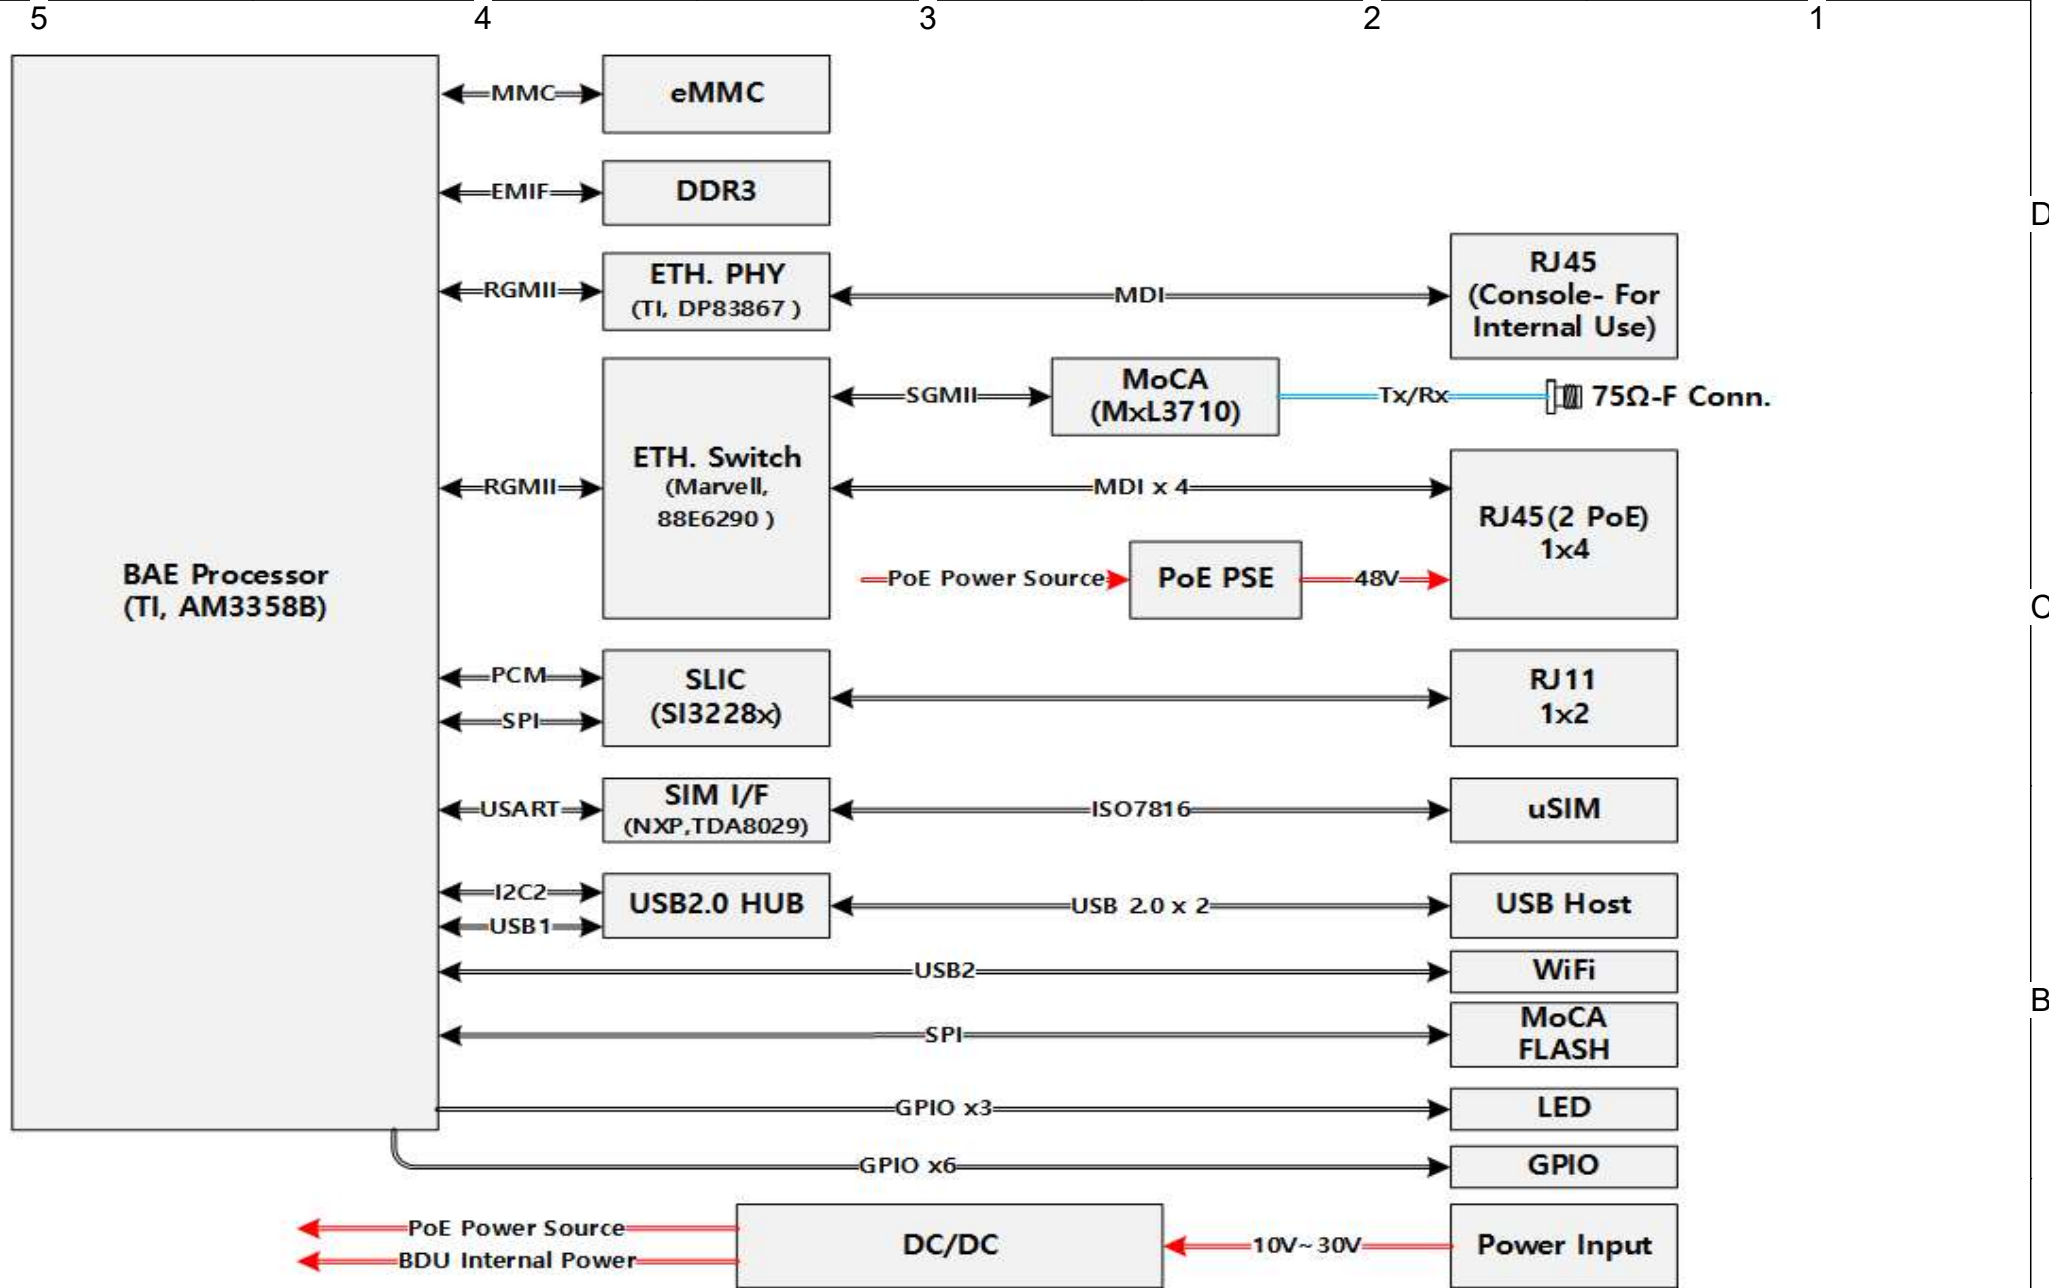 5 4 3 2 1
MMC
eMMC
EMIF
DDR3
D
RGMII
ETH. PHY
(TI, DP83867 )
MDI
RJ45
(Console- For
Internal Use)
SGMII
MoCA
(MxL3710)
Tx/Rx
75Ω-F Conn.
RGMII
ETH. Switch
(Marvell,
88E6290 )
MDI x 4
RJ45(2 PoE)
1x4
PoE Power Source
PoE PSE
48V
BAE Processor
(TI, AM3358B)
C
PCM
SPI
SLIC
(SI3228x)
RJ11
1x2
USART
SIM I/F
(NXP,TDA8029)
ISO7816
uSIM
I2C2
USB1
USB2.0 HUB
USB 2.0 x 2
USB Host
USB2
WiFi
B
SPI
MoCA
FLASH
GPIO x3
LED
GPIO x6
GPIO
PoE Power Source
BDU Internal Power
DC/DC
10V~30V
Power Input